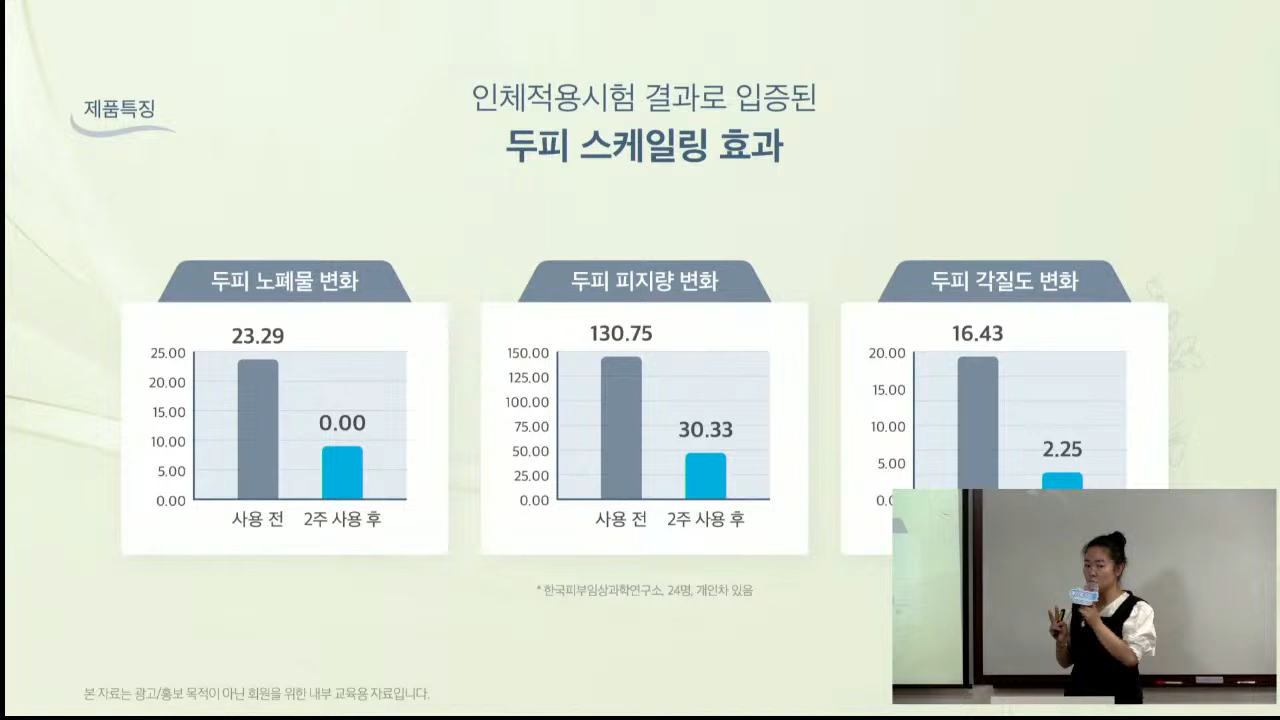 제품특징
인체적용시험 결과로 입증된
두피 스케일링 효과
두피 노폐물 변화
23.29
25.00
20.00
15.00
10.00
5.00
0.00
0.00
사용 전
2주 사용 후
두피 피지량 변화
130.75
150.00
125.00
100.00
75.00
50.00
25.00
0.00
30.33
사용 전
2주 사용 후
두피 각질도 변화
16.43
20.00
15.00
10.00
5.00
2.25
* 한국피부임상과학연구소, 24명, 개인차 있음
본 자료는 광고/홍보 목적이 아닌 회원을 위한 내부 교육용 자료입니다.